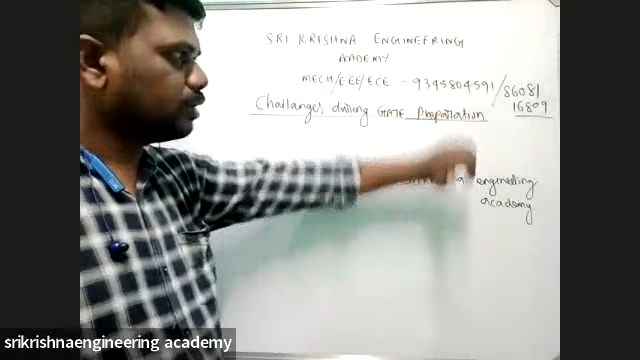 SRI KRISHNA ENGINEERING
ACADEMY
MECH/EEE/ECE - 9345804591/86081
16809
Challanges during GATE Preparation
a engineering
academy
srikrishnaengineering academy